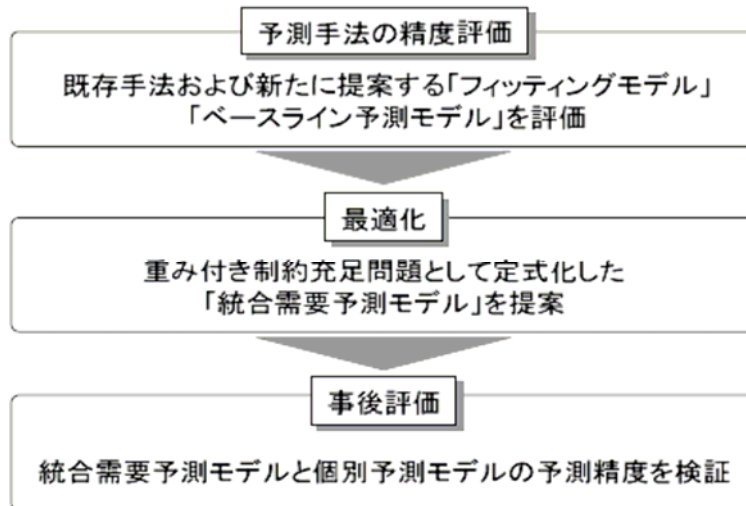 予測手法の精度評価
既存手法および新たに提案する「フィッティングモデル」
「ベースライン予測モデル」を評価
最適化
重み付き制約充足問題として定式化した
「統合需要予測モデル」を提案
事後評価
統合需要予測モデルと個別予測モデルの予測精度を検証